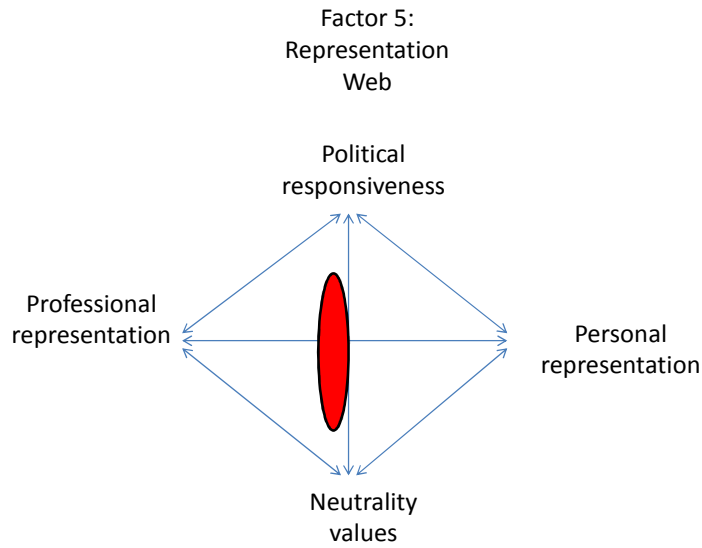 Factor 5:
Representation
Web
Political
responsiveness
Professional
representation
Personal
representation
Neutrality
values